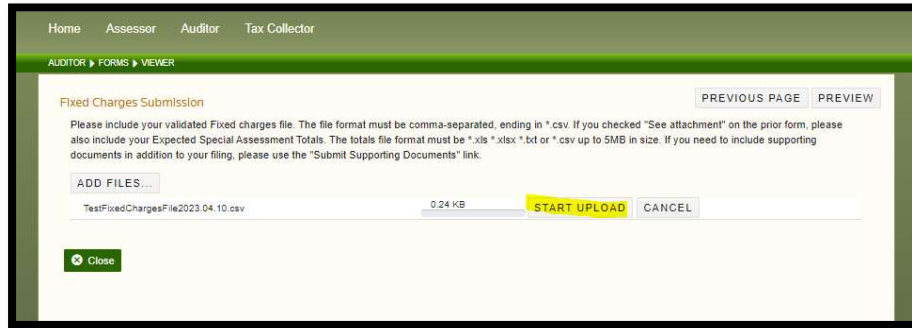 Home Assessor Auditor Tax Collector
AUDITOR ▶ FORMS ▶ VIEWER
Fixed Charges Submission
PREVIOUS PAGE PREVIEW
Please include your validated Fixed charges file. The file format must be comma-separated, ending in *.csv. If you checked "See attachment" on the prior form, please
also include your Expected Special Assessment Totals. The totals file format must be *.xls *.xlsx *.txt or *.csv up to 5MB in size. If you need to include supporting
documents in addition to your filing, please use the "Submit Supporting Documents" link.
ADD FILES...
TestFixedChargesFile2023.04.10.csv 0.24 KB START UPLOAD CANCEL
Close